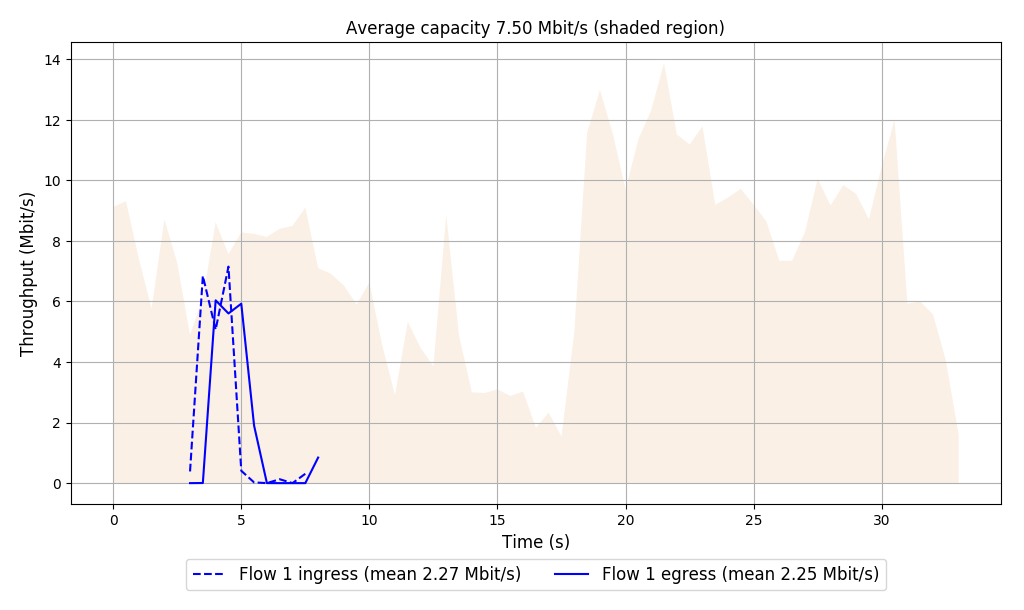 Average capacity 7.50 Mbit/s (shaded region)
14
12
10
8
6
4
2
0
Throughput (Mbit/s)
0 5 10 15 20 25 30
Time (s)
Flow 1 ingress (mean 2.27 Mbit/s) Flow 1 egress (mean 2.25 Mbit/s)